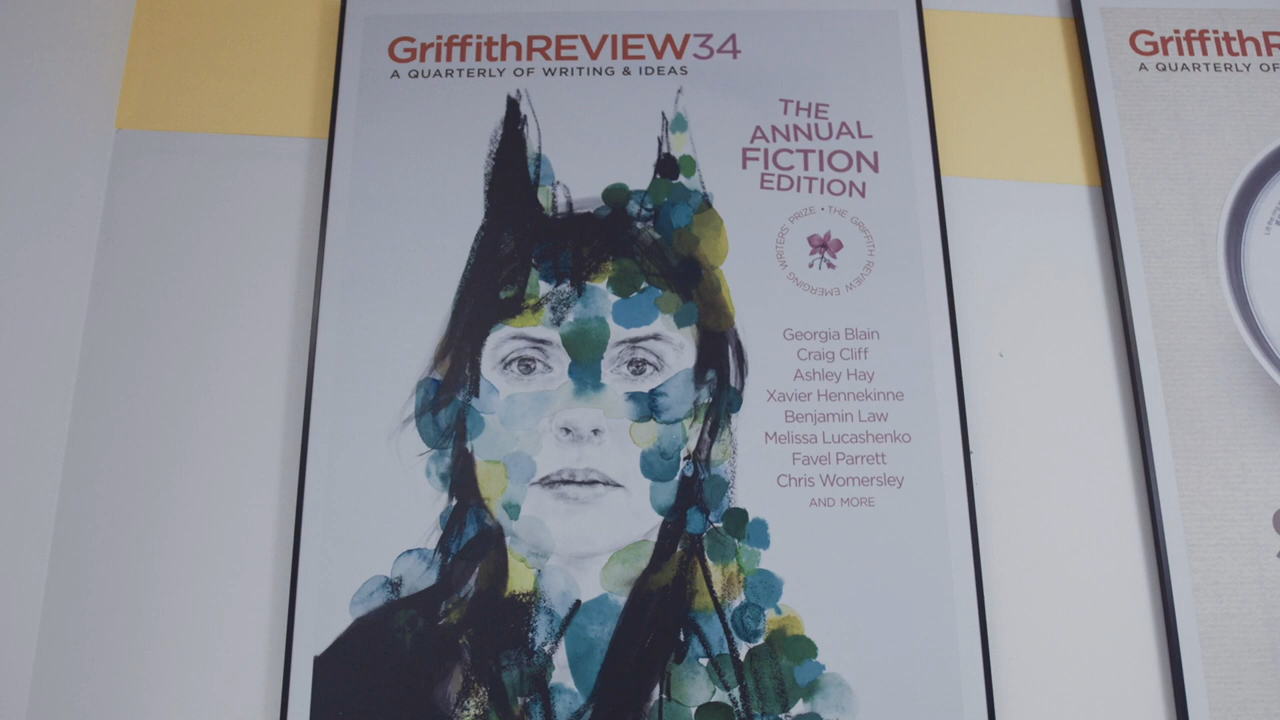 GriffithREVIEW34
A QUARTERLY OF WRITING & IDEAS
THE
ANNUAL
FICTION
EDITION
THE GRIFFITH REVIEW EMERGING WRITERS' PRIZE •
Georgia Blain
Craig Cliff
Ashley Hay
Xavier Hennekinne
Benjamin Law
Melissa Lucashenko
Favel Parrett
Chris Womersley
AND MORE
GriffithR
A QUARTERLY OF